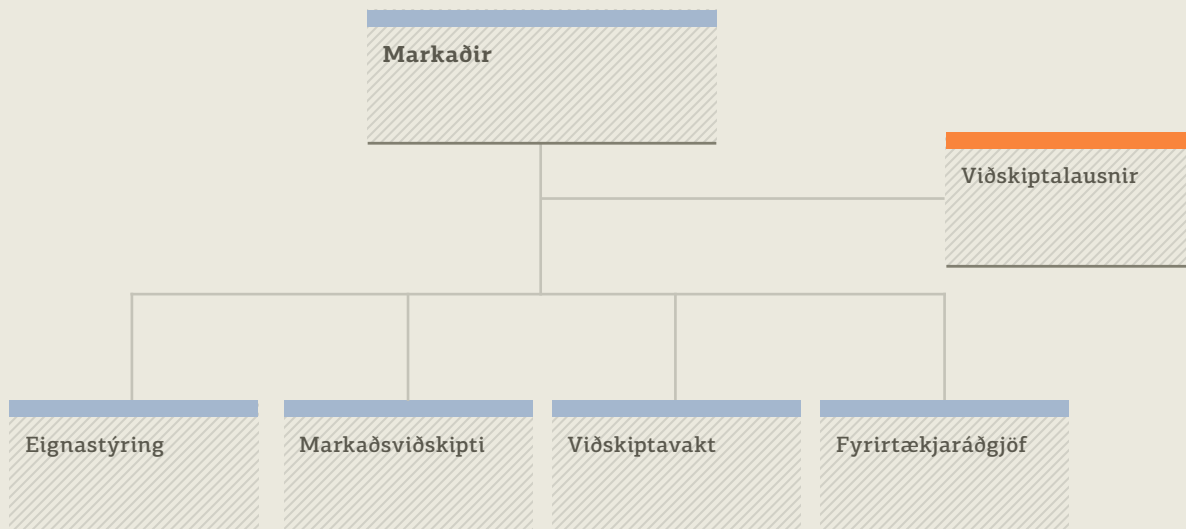 Markaðir
Viðskiptalausnir
Eignastýring
Markaðsviðskipti
Viðskiptavakt
Fyrirtækjaráðgjöf